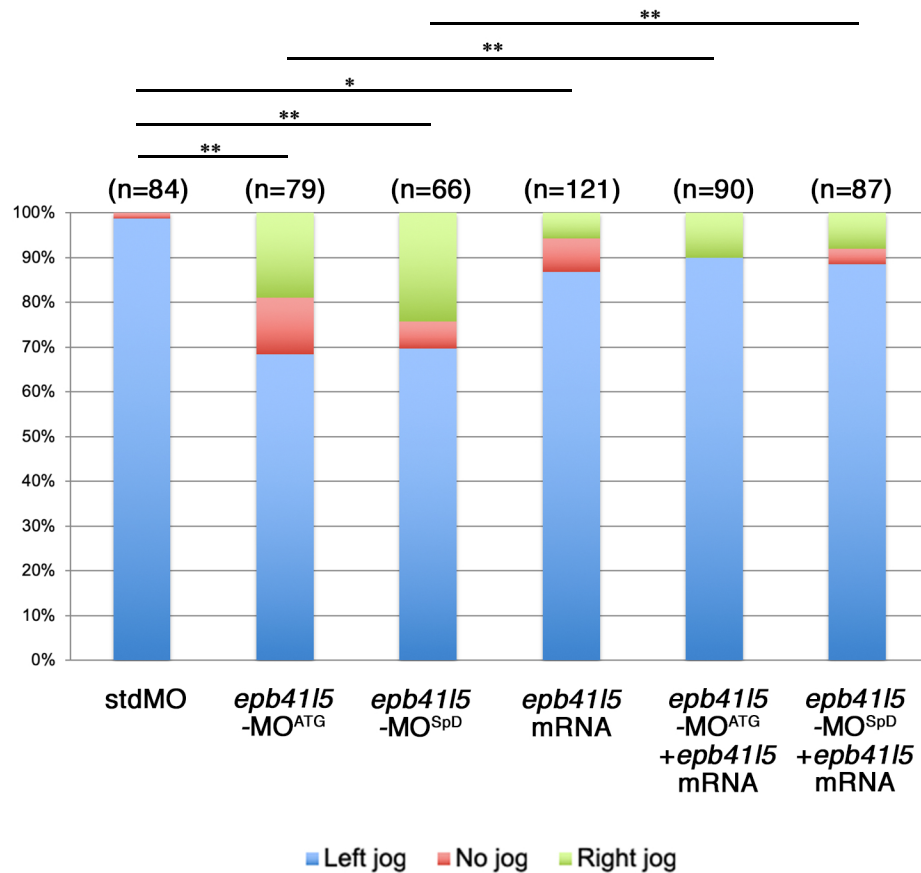 **
**
*
**
**
(n=84) (n=79) (n=66) (n=121) (n=90) (n=87)
100%
90%
80%
70%
60%
50%
40%
30%
20%
10%
0%
stdMO
epb41l5
-MOATG
epb41l5
-MOSpD
epb41l5
mRNA
epb41l5
-MOATG
+epb41l5
mRNA
epb41l5
-MOSpD
+epb41l5
mRNA
Left jog No jog Right jog